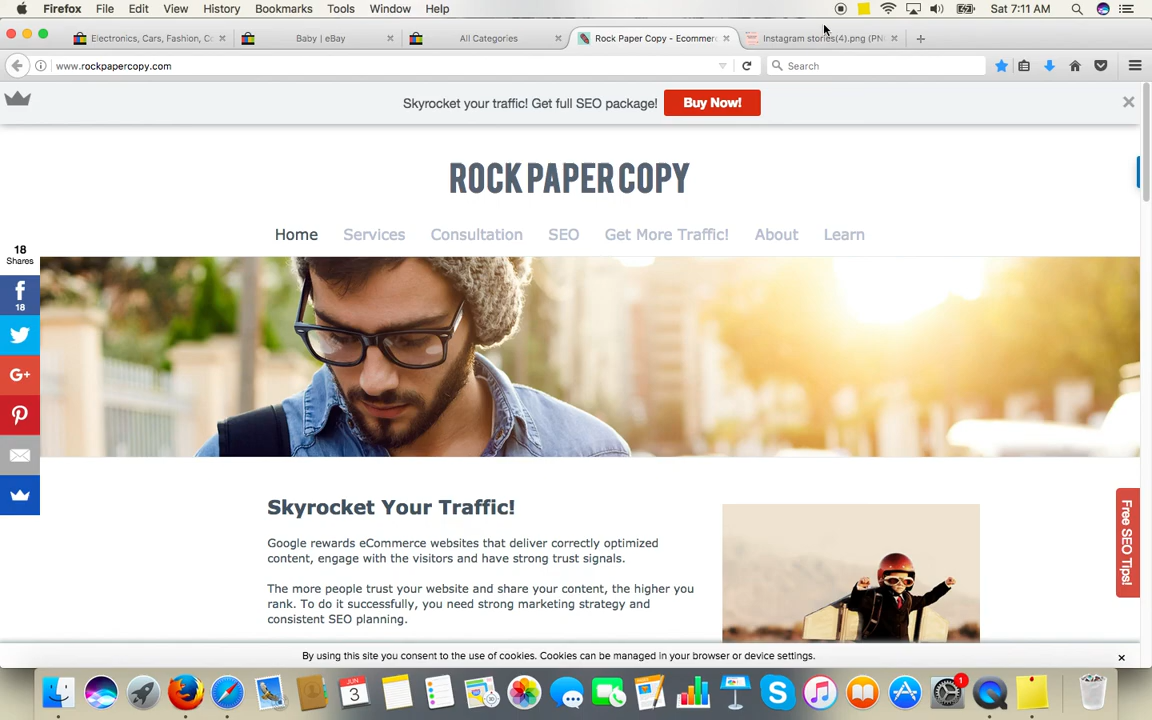 Firefox File Edit View History Bookmarks Tools Window Help Sat 7:11 AM
Electronics, Cars, Fashion, Co
Baby | eBay
All Categories
Rock Paper Copy - Ecommer
Instagram stories(4).png (PN
www.rockpapercopy.com
Search
Skyrocket your traffic! Get full SEO package! Buy Now!
ROCK PAPER COPY
Home Services Consultation SEO Get More Traffic! About Learn
18
Shares
f
18
G+
Skyrocket Your Traffic!
Google rewards eCommerce websites that deliver correctly optimized
content, engage with the visitors and have strong trust signals.
The more people trust your website and share your content, the higher you
rank. To do it successfully, you need strong marketing strategy and
consistent SEO planning.
Free SEO Tips!
By using this site you consent to the use of cookies. Cookies can be managed in your browser or device settings.
JUN
3
1